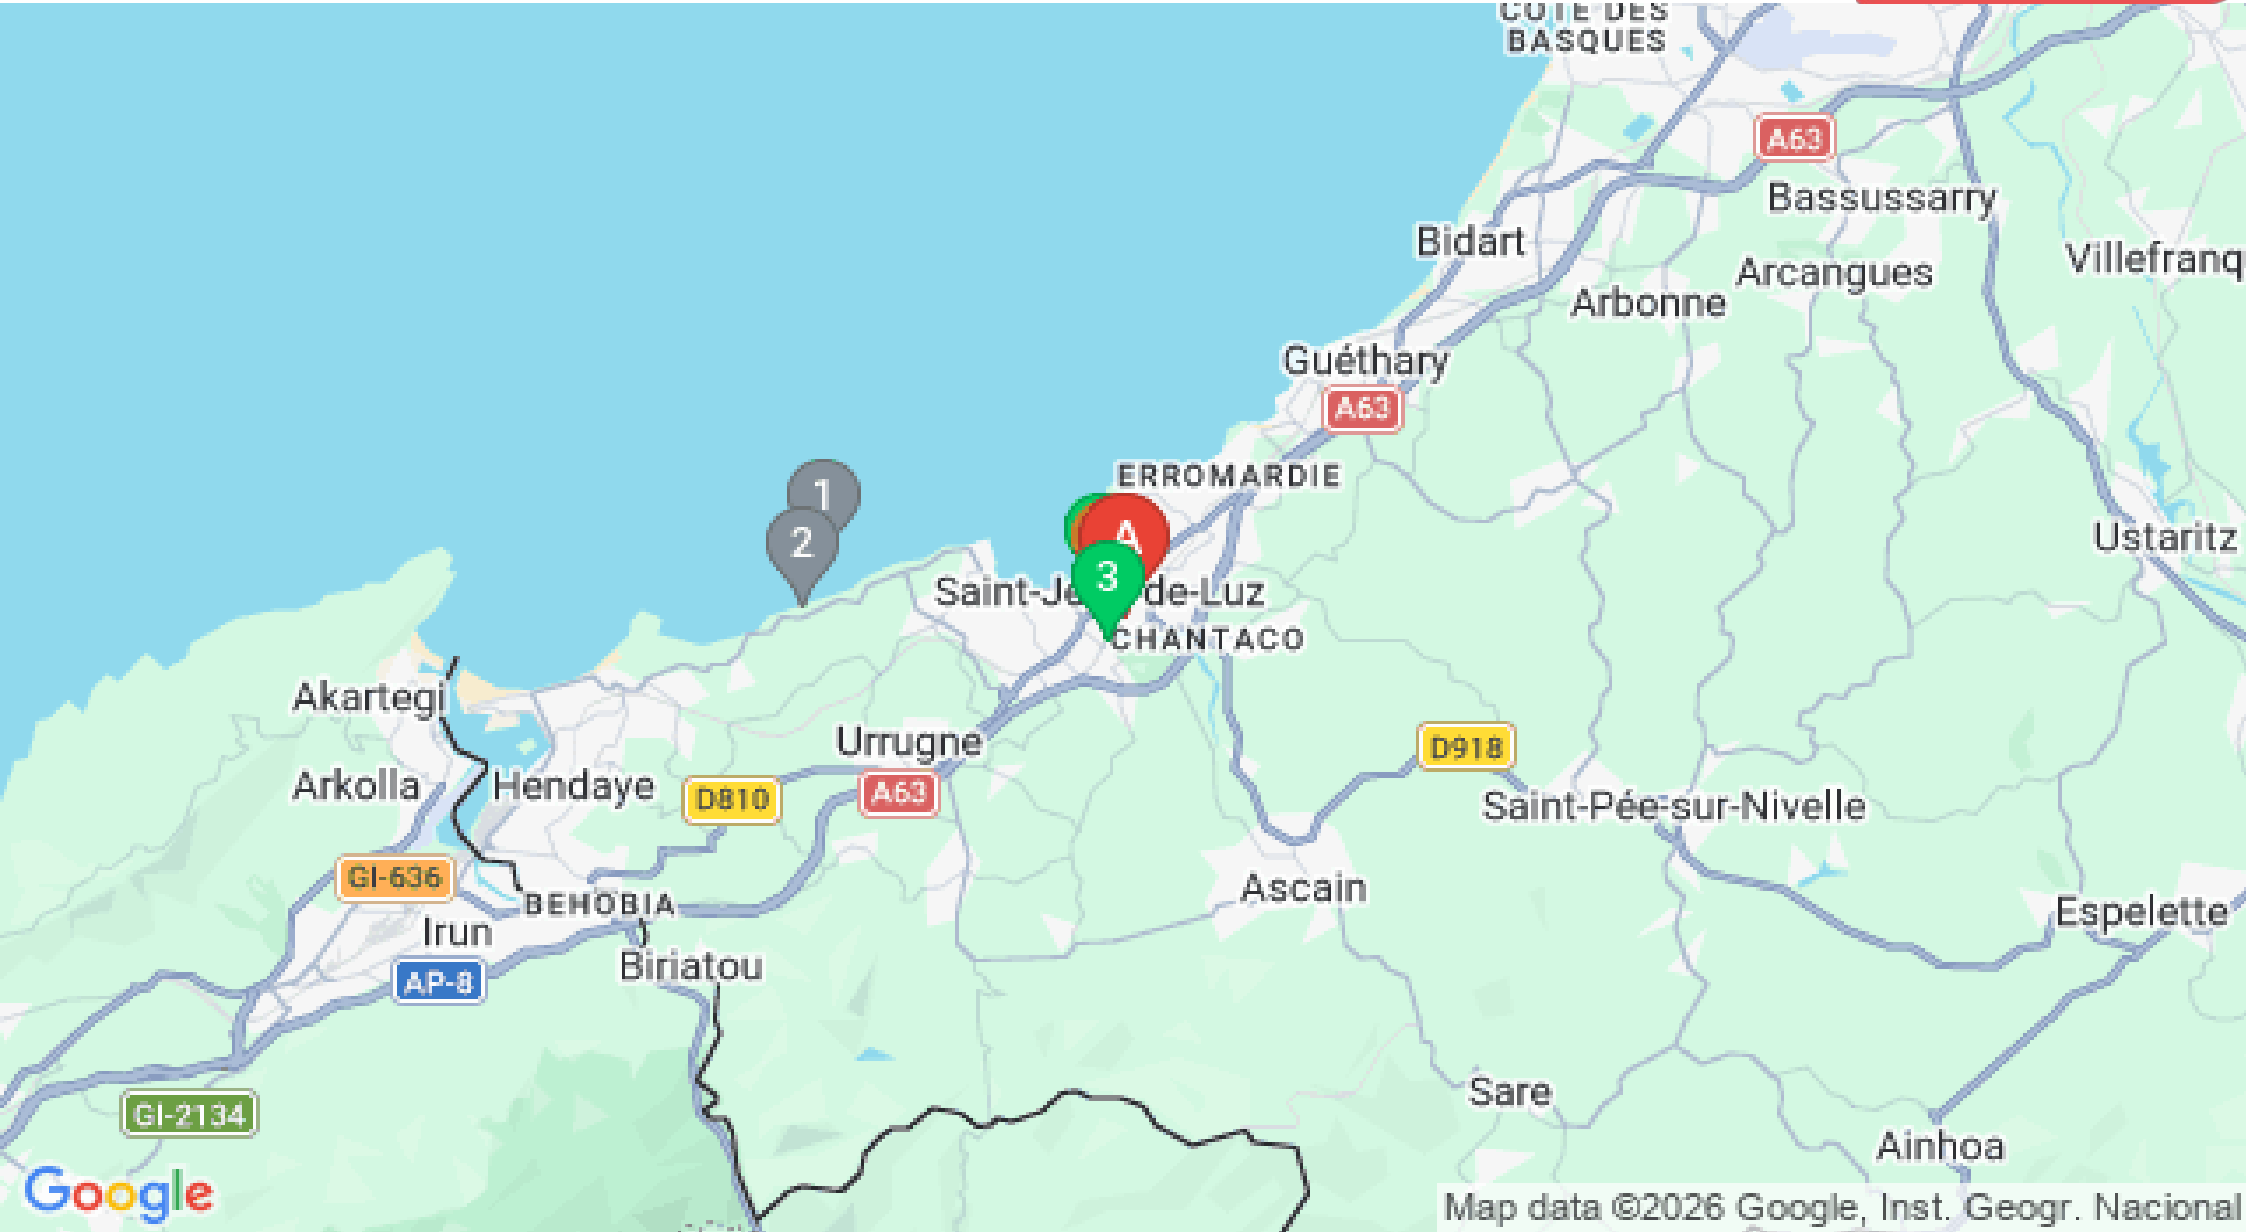 CÔTE DES
BASQUES
A63
Bassussarry
Bidart
Villefranq
Arcangues
Arbonne
Guéthary
A63
ERROMARDIE
1
A
2
Ustaritz
3
Saint-Je
de-Luz
CHANTACO
Akartegi
Urrugne
D918
Arkolla
Hendaye
D810
A63
Saint-Pée-sur-Nivelle
GI-636
Ascain
BEHOBIA
Espelette
Irun
Biriatou
AP-8
Sare
GI-2134
Ainhoa
Google
Map data ©2026 Google, Inst. Geogr. Nacional